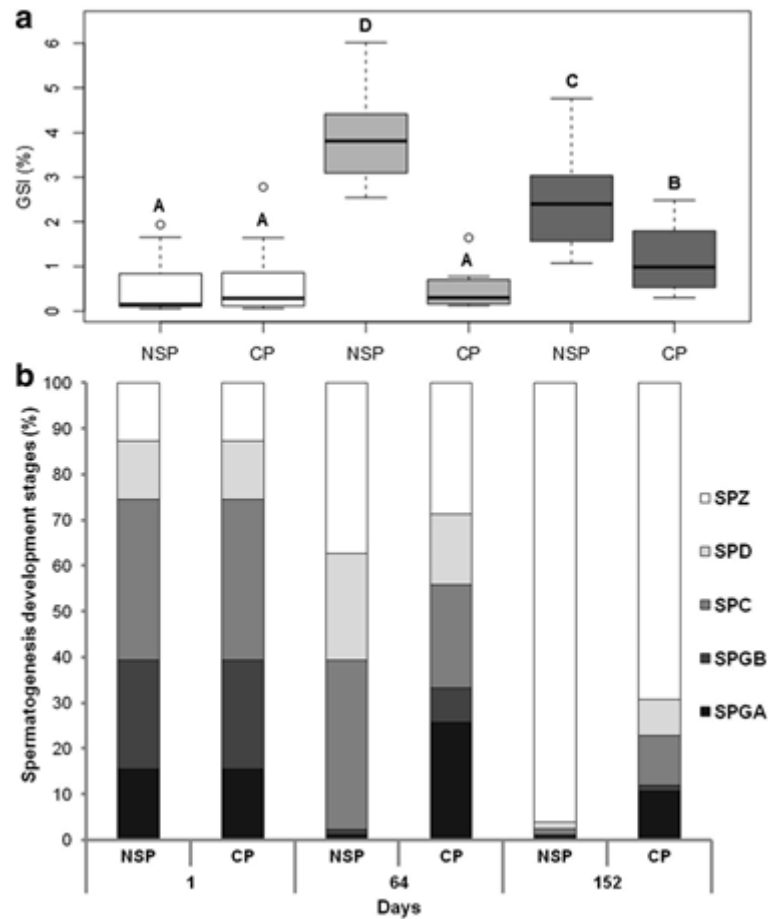 a
GSI (%)
6
5
4
3
2
1
0
A
A
D
A
C
B
NSP CP NSP CP NSP CP
b
Spermatogenesis development stages (%)
100
90
80
70
60
50
40
30
20
10
0
SPZ
SPD
SPC
SPGB
SPGA
NSP CP NSP CP NSP CP
1 64 152
Days